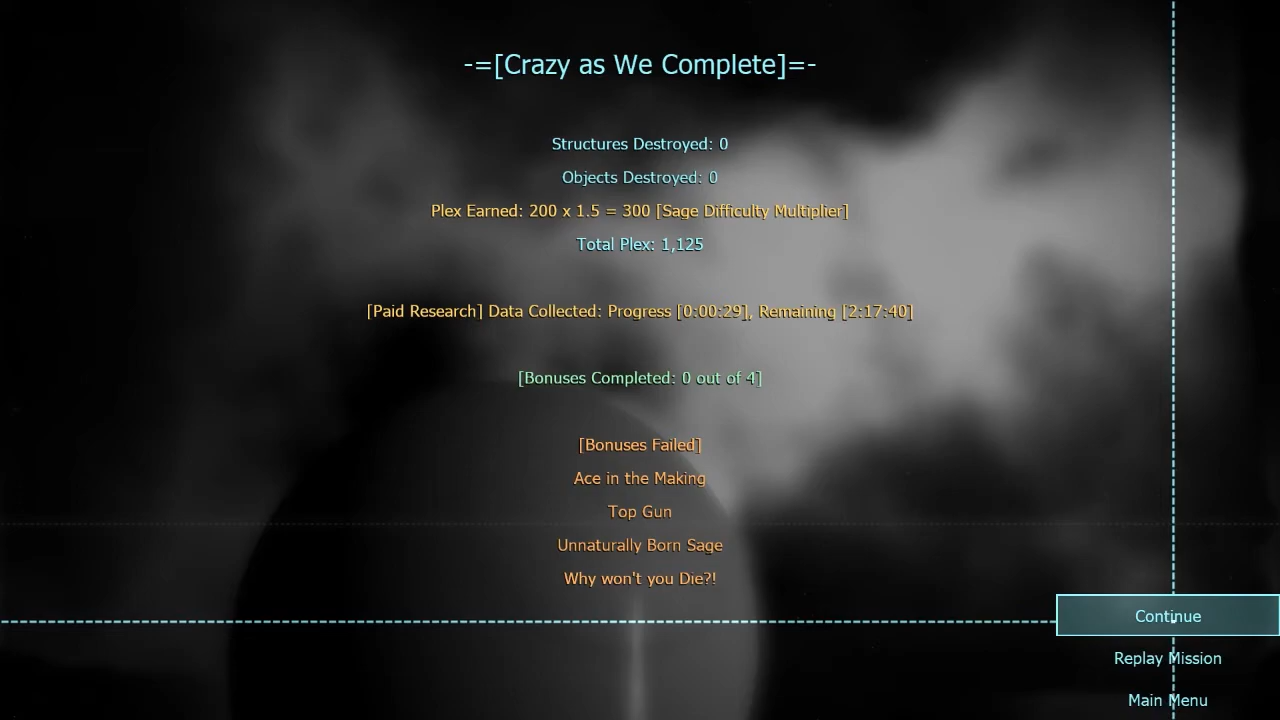 -=[Crazy as We Complete]=-
Structures Destroyed: 0
Objects Destroyed: 0
Plex Earned: 200 x 1.5 = 300 [Sage Difficulty Multiplier]
Total Plex: 1,125
[Paid Research] Data Collected: Progress [0:00:29], Remaining [2:17:40]
[Bonuses Completed: 0 out of 4]
[Bonuses Failed]
Ace in the Making
Top Gun
Unnaturally Born Sage
Why won't you Die?!
Continue
Replay Mission
Main Menu